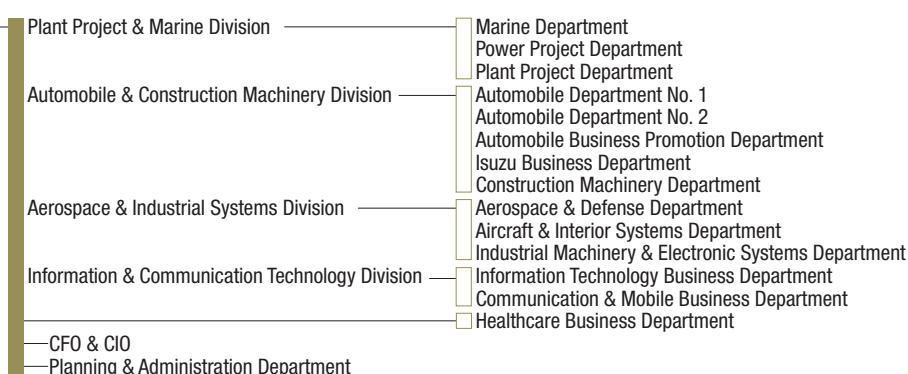 Plant Project & Marine Division
Marine Department
Power Project Department
Plant Project Department
Automobile & Construction Machinery Division
Automobile Department No. 1
Automobile Department No. 2
Automobile Business Promotion Department
Isuzu Business Department
Construction Machinery Department
Aerospace & Industrial Systems Division
Aerospace & Defense Department
Aircraft & Interior Systems Department
Industrial Machinery & Electronic Systems Department
Information & Communication Technology Division
Information Technology Business Department
Communication & Mobile Business Department
Healthcare Business Department
CFO & CIO
Planning & Administration Department